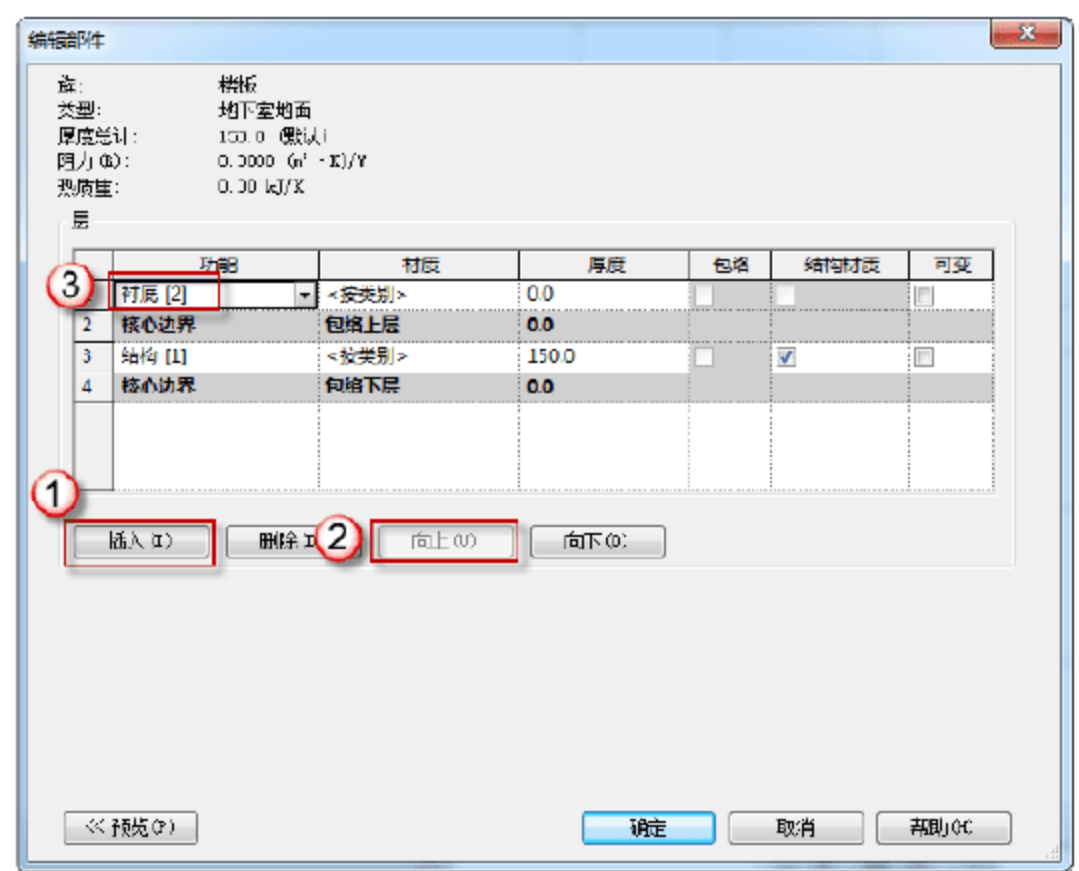 编辑部件
族: 楼板
类型: 地下室地面
厚度总计: 150.0 (默认)
阻力(R): 0.0000 (m²·K)/W
热质量: 0.00 kJ/K
层
功能 材质 厚度 包络 结构材质 可变
3 衬底 [2] <按类别> 0.0
2 核心边界 包络上层 0.0
3 结构 [1] <按类别> 150.0
4 核心边界 包络下层 0.0
1
插入(I) 删除(D) 2 向上(U) 向下(O)
<< 预览(P) 确定 取消 帮助(H)